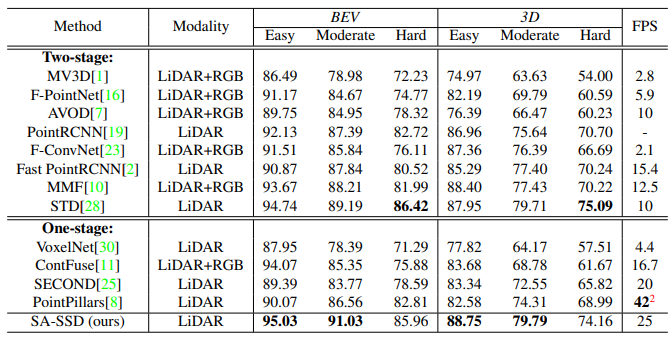 Method Modality BEV 3D FPS
Easy Moderate Hard Easy Moderate Hard
Two-stage:
MV3D[1] LiDAR+RGB 86.49 78.98 72.23 74.97 63.63 54.00 2.8
F-PointNet[16] LiDAR+RGB 91.17 84.67 74.77 82.19 69.79 60.59 5.9
AVOD[7] LiDAR+RGB 89.75 84.95 78.32 76.39 66.47 60.23 10
PointRCNN[19] LiDAR 92.13 87.39 82.72 86.96 75.64 70.70 -
F-ConvNet[23] LiDAR+RGB 91.51 85.84 76.11 87.36 76.39 66.69 2.1
Fast PointRCNN[2] LiDAR 90.87 87.84 80.52 85.29 77.40 70.24 15.4
MMF[10] LiDAR+RGB 93.67 88.21 81.99 88.40 77.43 70.22 12.5
STD[28] LiDAR 94.74 89.19 86.42 87.95 79.71 75.09 10
One-stage:
VoxelNet[30] LiDAR 87.95 78.39 71.29 77.82 64.17 57.51 4.4
ContFuse[11] LiDAR+RGB 94.07 85.35 75.88 83.68 68.78 61.67 16.7
SECOND[25] LiDAR 89.39 83.77 78.59 83.34 72.55 65.82 20
PointPillars[8] LiDAR 90.07 86.56 82.81 82.58 74.31 68.99 42²
SA-SSD (ours) LiDAR 95.03 91.03 85.96 88.75 79.79 74.16 25